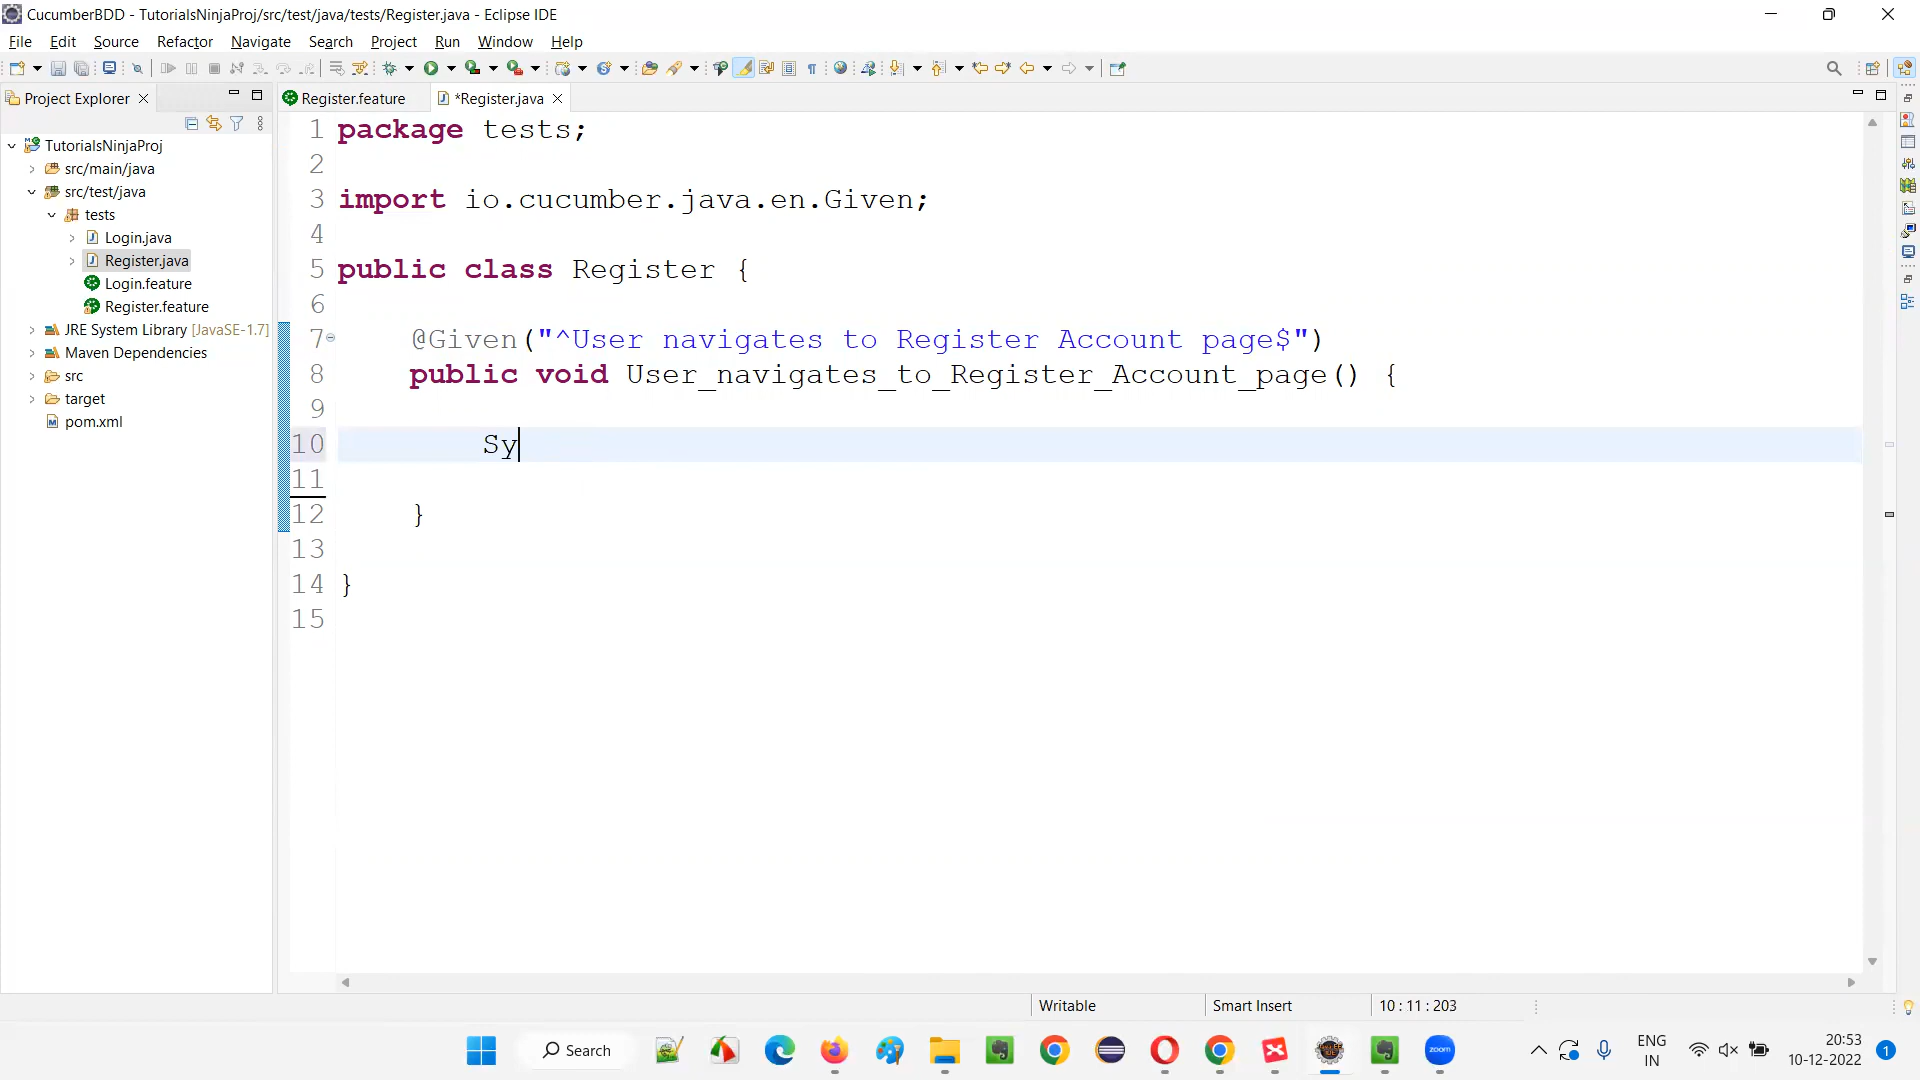 CucumberBDD - TutorialsNinjaProj/src/test/java/tests/Register.java - Eclipse IDE
File Edit Source Refactor Navigate Search Project Run Window Help
Project Explorer
Register.feature
*Register.java
TutorialsNinjaProj
src/main/java
src/test/java
tests
Login.java
Register.java
Login.feature
Register.feature
JRE System Library [JavaSE-1.7]
Maven Dependencies
src
target
pom.xml
1 package tests;
2
3 import io.cucumber.java.en.Given;
4
5 public class Register {
6
7 @Given("^User navigates to Register Account page$")
8 public void User_navigates_to_Register_Account_page() {
9
10 Sy
11
12 }
13
14 }
15
Writable
Smart Insert
10 : 11 : 203
Search
zoom
ENG
IN
20:53
10-12-2022
1